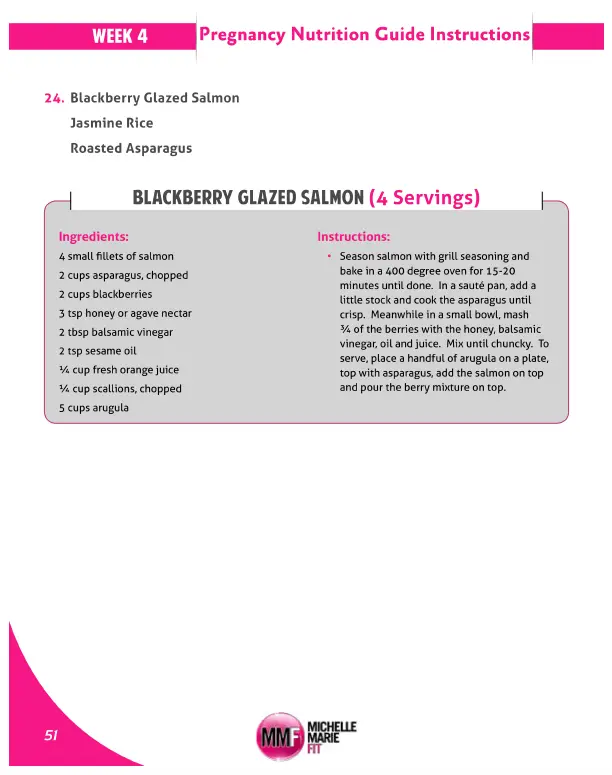 WEEK 4
Pregnancy Nutrition Guide Instructions
24. Blackberry Glazed Salmon
Jasmine Rice
Roasted Asparagus
BLACKBERRY GLAZED SALMON (4 Servings)
Ingredients:
4 small fillets of salmon
2 cups asparagus, chopped
2 cups blackberries
3 tsp honey or agave nectar
2 tbsp balsamic vinegar
2 tsp sesame oil
¼ cup fresh orange juice
¼ cup scallions, chopped
5 cups arugula
Instructions:
• Season salmon with grill seasoning and
bake in a 400 degree oven for 15-20
minutes until done. In a sauté pan, add a
little stock and cook the asparagus until
crisp. Meanwhile in a small bowl, mash
¾ of the berries with the honey, balsamic
vinegar, oil and juice. Mix until chuncky. To
serve, place a handful of arugula on a plate,
top with asparagus, add the salmon on top
and pour the berry mixture on top.
51
MMF
MICHELLE
MARIE
FIT